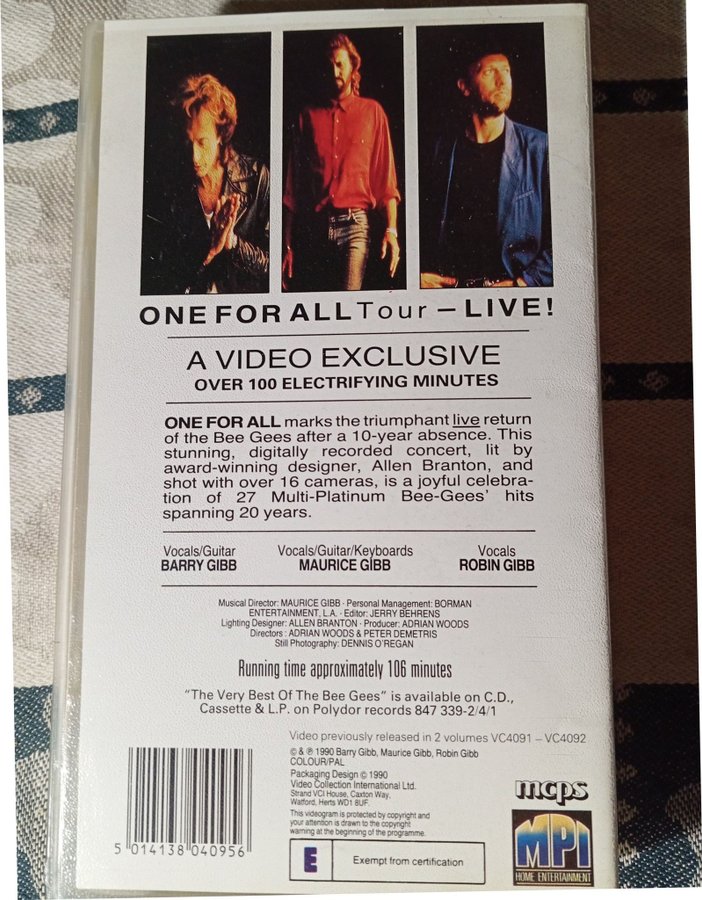 ONE FOR ALL Tour – LIVE!
A VIDEO EXCLUSIVE
OVER 100 ELECTRIFYING MINUTES
ONE FOR ALL marks the triumphant live return
of the Bee Gees after a 10-year absence. This
stunning, digitally recorded concert, lit by
award-winning designer, Allen Branton, and
shot with over 16 cameras, is a joyful celebra-
tion of 27 Multi-Platinum Bee-Gees' hits
spanning 20 years.
Vocals/Guitar
BARRY GIBB
Vocals/Guitar/Keyboards
MAURICE GIBB
Vocals
ROBIN GIBB
Musical Director: MAURICE GIBB · Personal Management: BORMAN
ENTERTAINMENT, L.A. · Editor: JERRY BEHRENS
Lighting Designer: ALLEN BRANTON · Producer: ADRIAN WOODS
Directors : ADRIAN WOODS & PETER DEMETRIS
Still Photography: DENNIS O'REGAN
Running time approximately 106 minutes
"The Very Best Of The Bee Gees" is available on C.D.,
Cassette & L.P. on Polydor records 847 339-2/4/1
Video previously released in 2 volumes VC4091 – VC4092
© & ℗ 1990 Barry Gibb, Maurice Gibb, Robin Gibb
COLOUR/PAL
Packaging Design © 1990
Video Collection International Ltd.
Strand VCI House, Caxton Way,
Watford, Herts WD1 8UF.
This videogram is protected by copyright and
your attention is drawn to the copyright
warning at the beginning of the programme.
E Exempt from certification
mcps
MPI
HOME ENTERTAINMENT
5 014138 040956